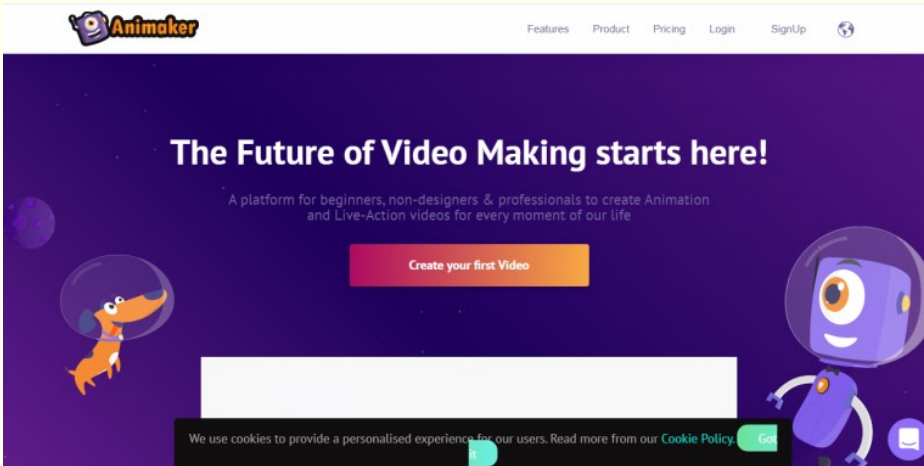 Animaker
Features Product Pricing Login SignUp
The Future of Video Making starts here!
A platform for beginners, non-designers & professionals to create Animation
and Live-Action videos for every moment of our life
Create your first Video
We use cookies to provide a personalised experience for our users. Read more from our Cookie Policy. Got
it